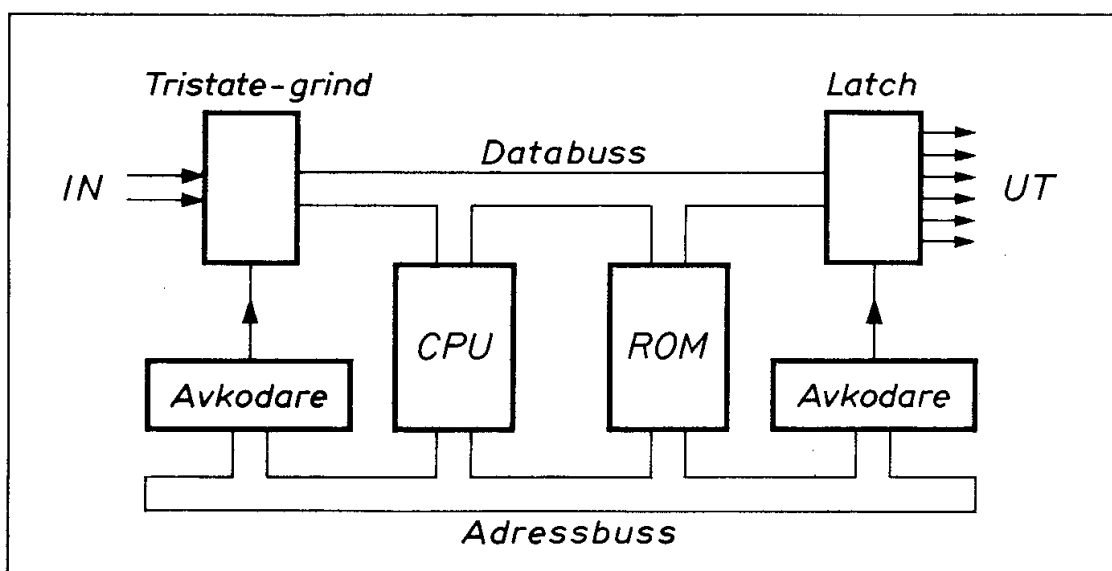 Tristate-grind
Latch
Databuss
IN
UT
CPU
ROM
Avkodare
Avkodare
Adressbuss